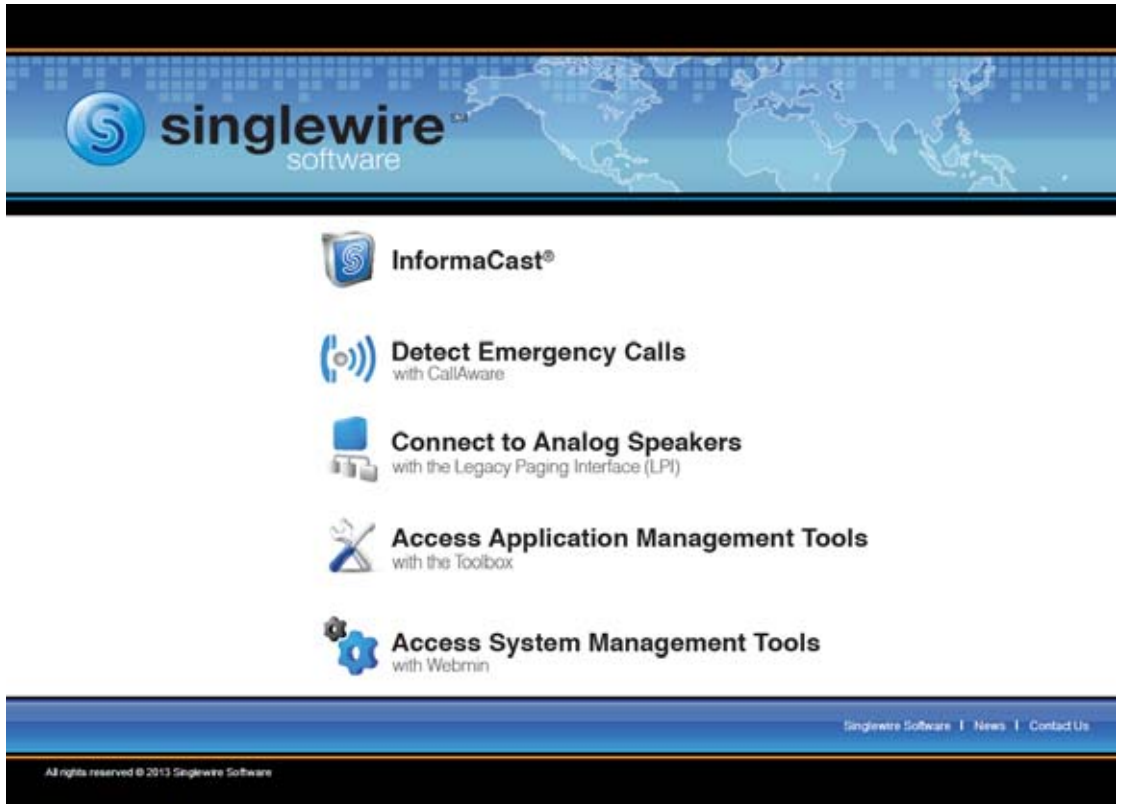 singlewire
software
InformaCast®
Detect Emergency Calls
with CallAware
Connect to Analog Speakers
with the Legacy Paging Interface (LPI)
Access Application Management Tools
with the Toolbox
Access System Management Tools
with Webmin
Singlewire Software | News | Contact Us
All rights reserved © 2013 Singlewire Software